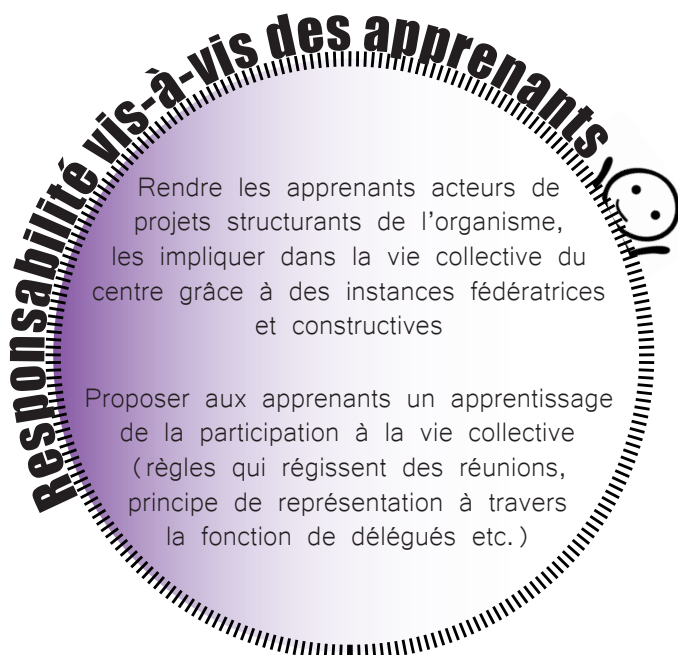 Responsabilité vis-à-vis des apprenants
Rendre les apprenants acteurs de
projets structurants de l'organisme,
les impliquer dans la vie collective du
centre grâce à des instances fédératrices
et constructives
Proposer aux apprenants un apprentissage
de la participation à la vie collective
(règles qui régissent des réunions,
principe de représentation à travers
la fonction de délégués etc.)